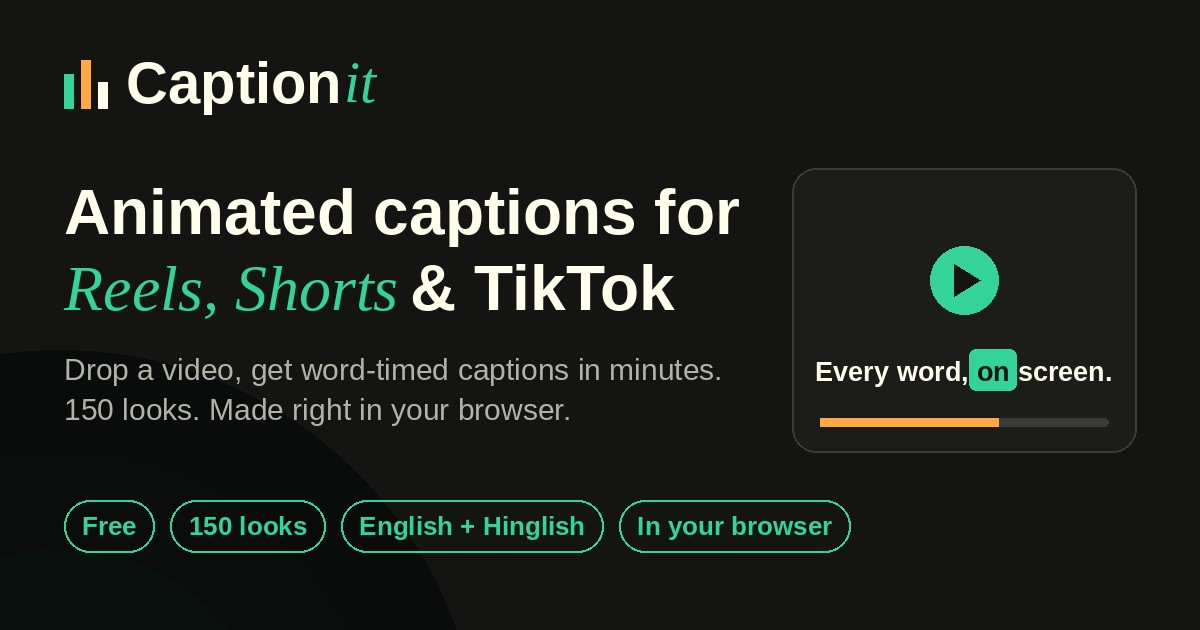 Captionit
Animated captions for
Reels, Shorts & TikTok
Drop a video, get word-timed captions in minutes.
150 looks. Made right in your browser.
Every word, on screen.
Free
150 looks
English + Hinglish
In your browser